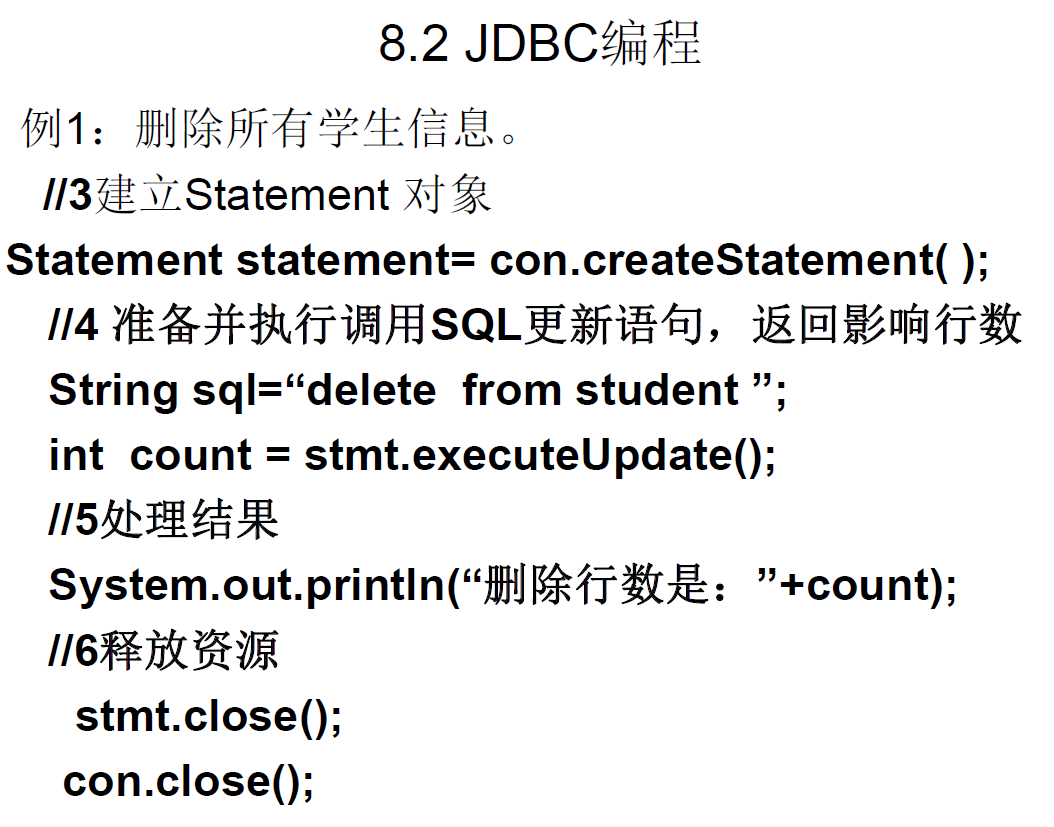 8.2 JDBC编程
例1：删除所有学生信息。
//3建立Statement 对象
Statement statement= con.createStatement( );
//4 准备并执行调用SQL更新语句，返回影响行数
String sql=“delete  from student ”;
int  count = stmt.executeUpdate();
//5处理结果
System.out.println(“删除行数是：”+count);
//6释放资源
stmt.close();
con.close();